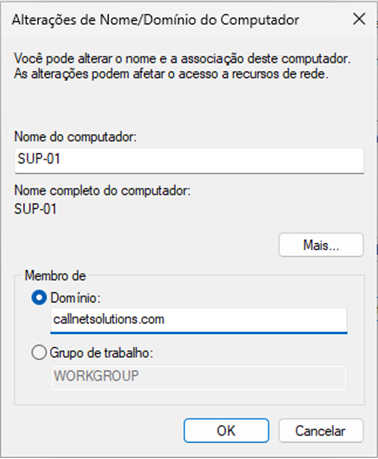 Alterações de Nome/Domínio do Computador
Você pode alterar o nome e a associação deste computador.
As alterações podem afetar o acesso a recursos de rede.
Nome do computador:
SUP-01
Nome completo do computador:
SUP-01
Mais...
Membro de
Domínio:
callnetsolutions.com
Grupo de trabalho:
WORKGROUP
OK
Cancelar